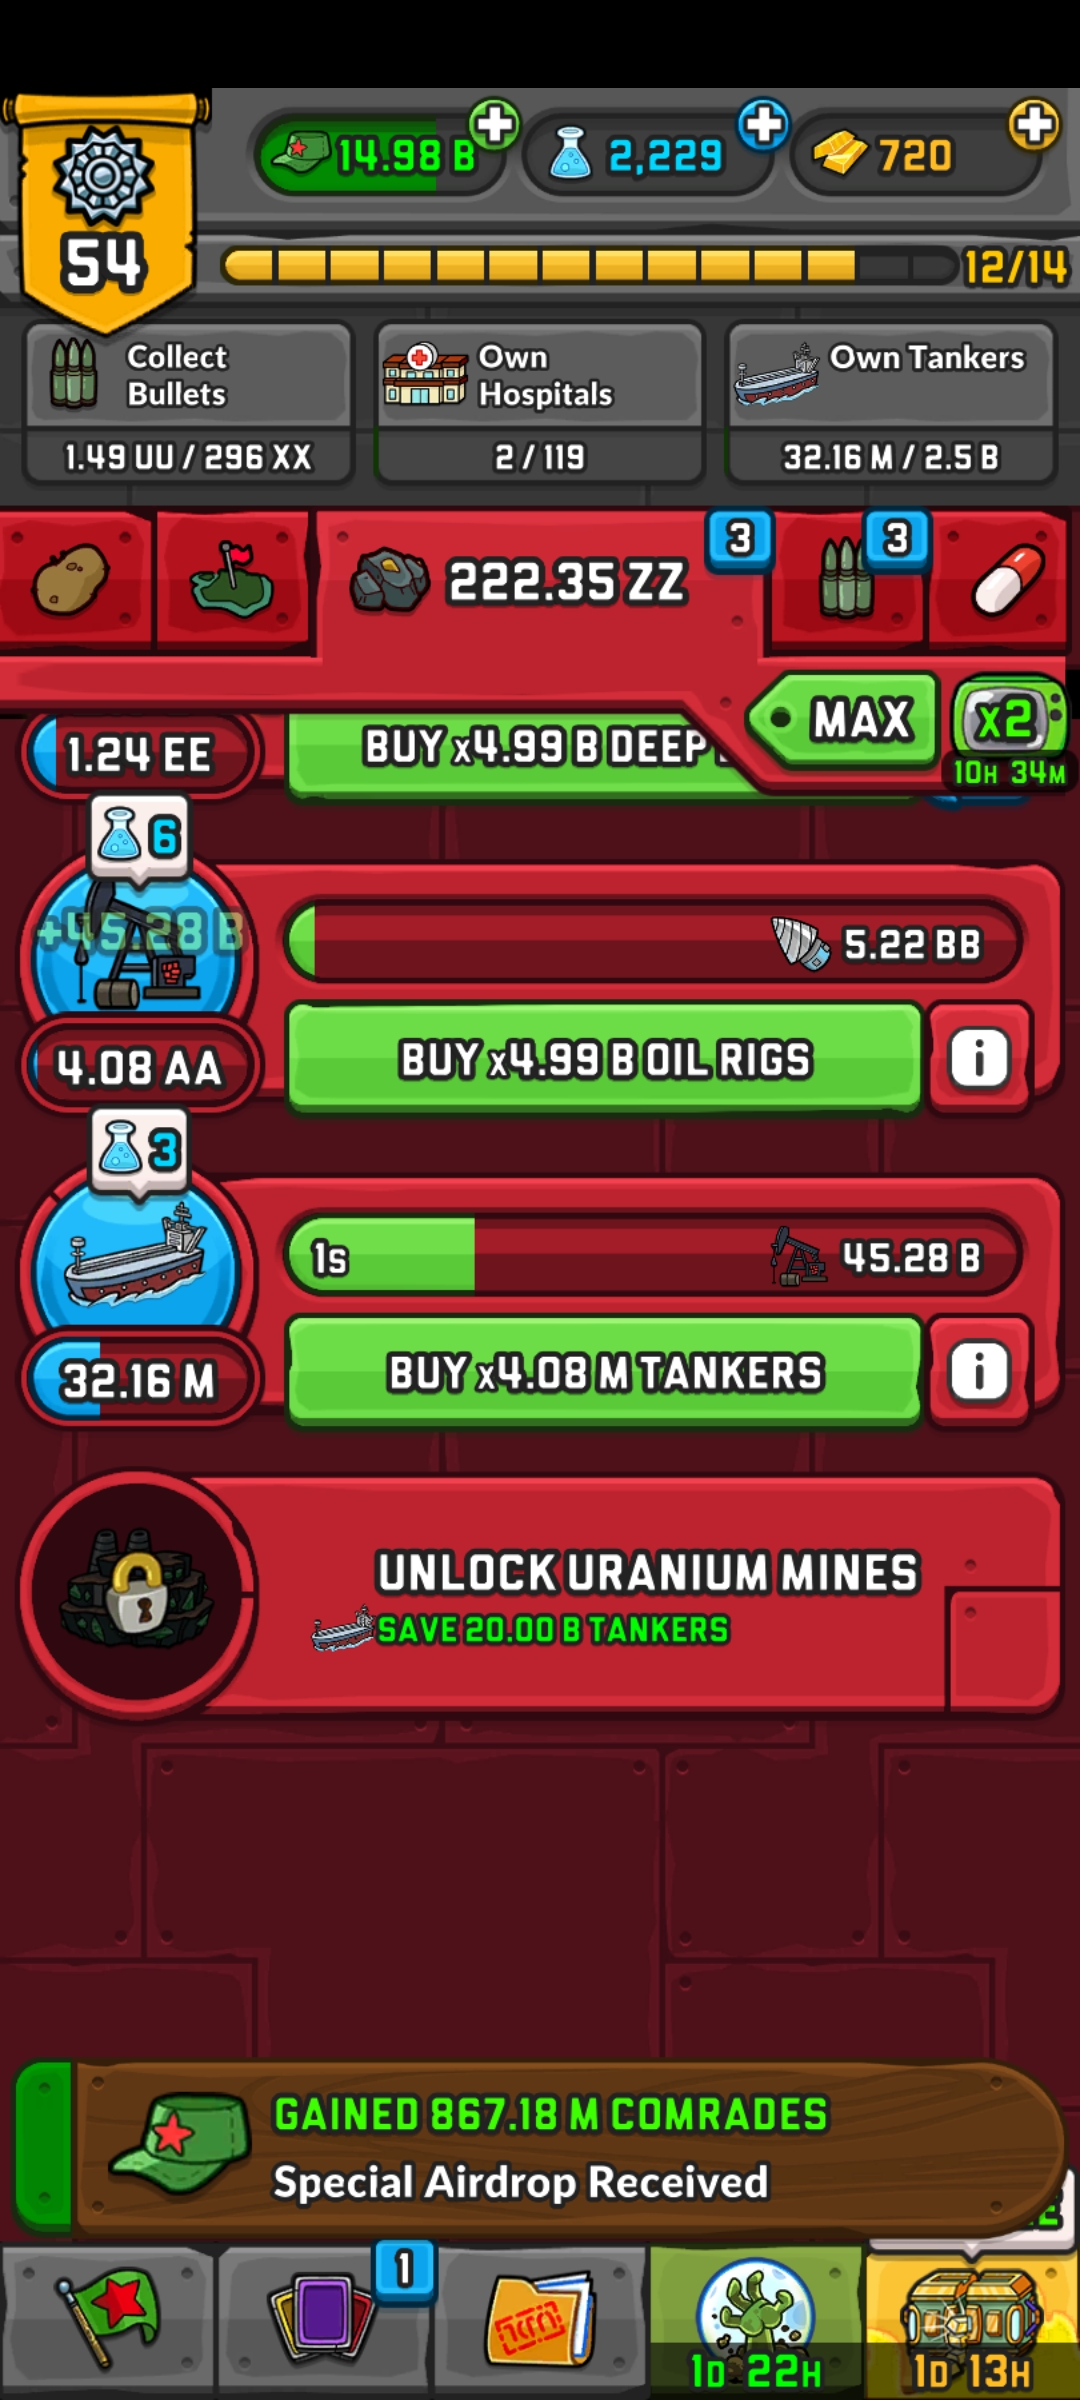 14.98 B
2,229
720
54
12/14
Collect
Bullets
1.49 UU / 296 XX
Own
Hospitals
2 / 119
Own Tankers
32.16 M / 2.5 B
222.35 ZZ
3
3
MAX
x2
10H 34M
1.24 EE
BUY x4.99 B DEEP
6
+45.28 B
5.22 BB
4.08 AA
BUY x4.99 B OIL RIGS
i
3
1s
45.28 B
32.16 M
BUY x4.08 M TANKERS
i
UNLOCK URANIUM MINES
SAVE 20.00 B TANKERS
GAINED 867.18 M COMRADES
Special Airdrop Received
1
1D 22H
1D 13H